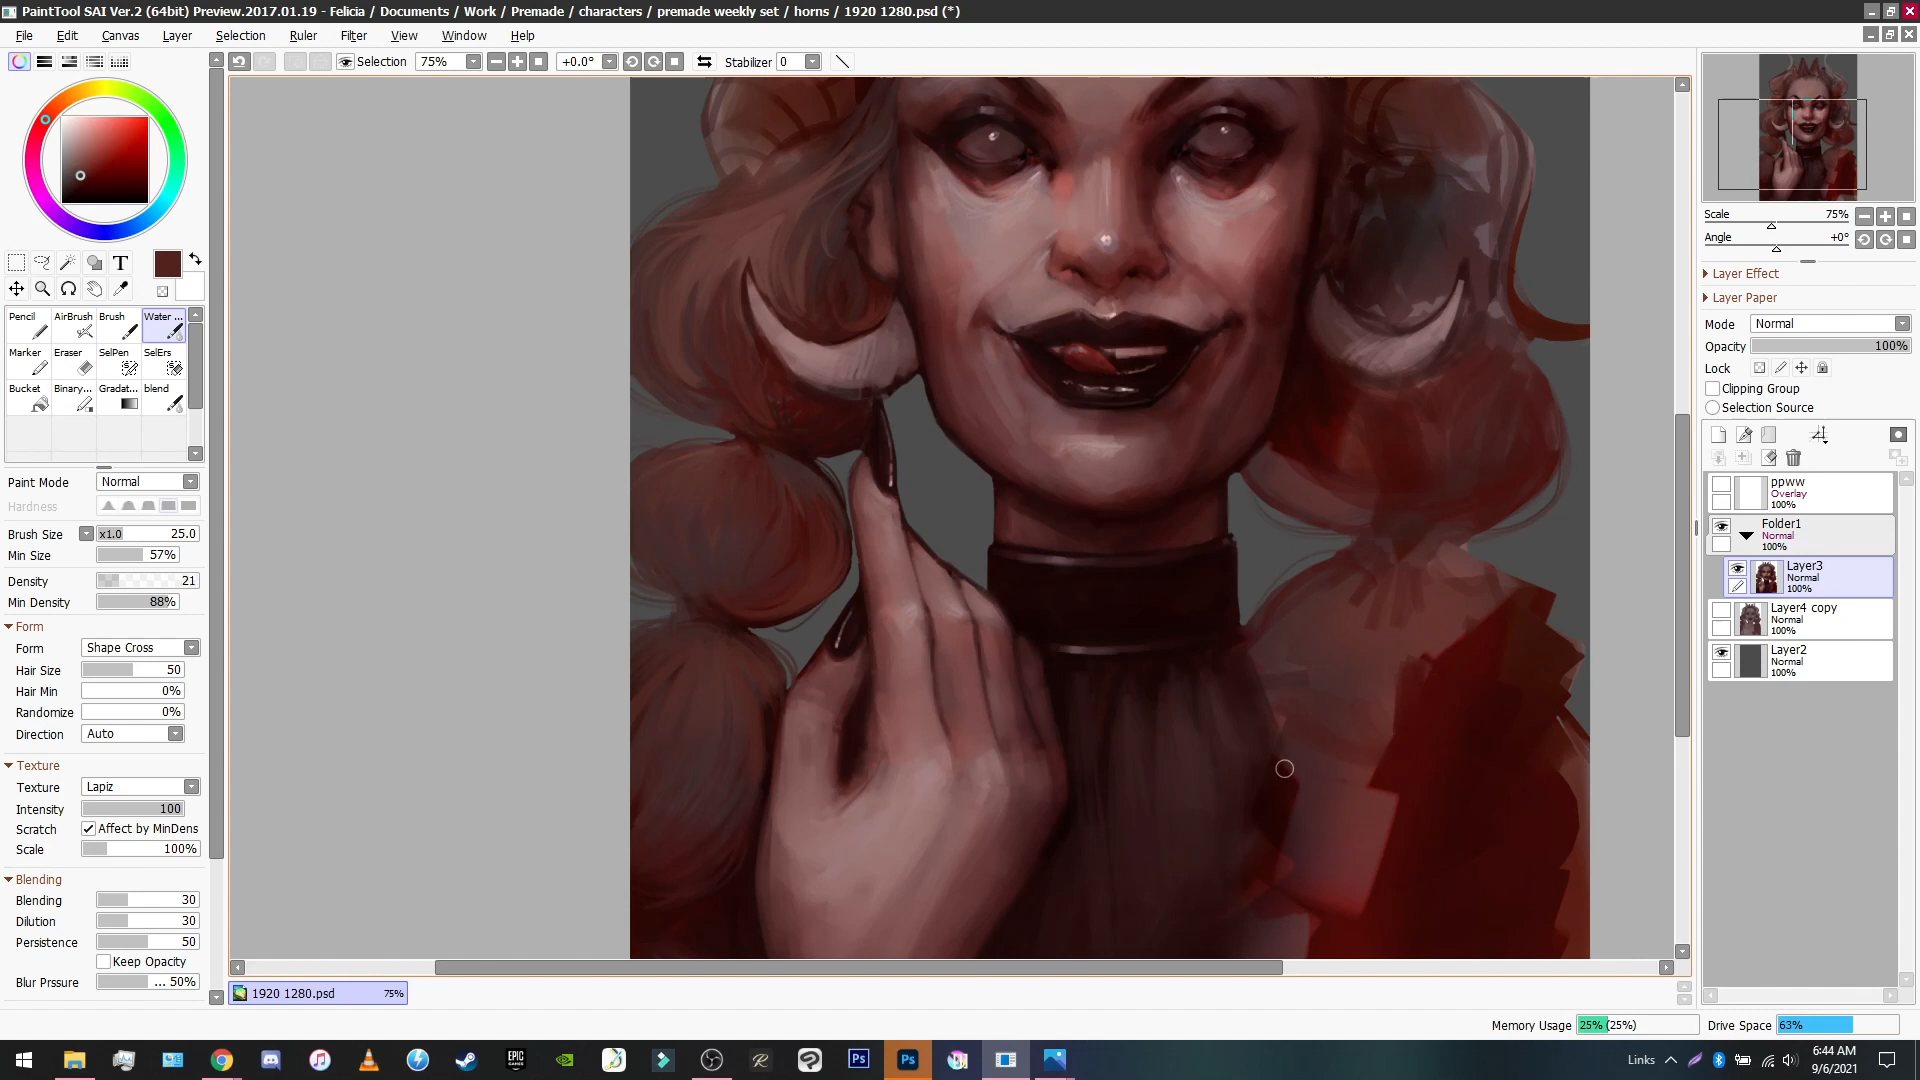 PaintTool SAI Ver.2 (64bit) Preview.2017.01.19 - Felicia / Documents / Work / Premade / characters / premade weekly set / horns / 1920 1280.psd (*)
File Edit Canvas Layer Selection Ruler Filter View Window Help
Selection 75% +0.0° Stabilizer 0
T
Pencil AirBrush Brush Water ...
Marker Eraser SelPen SelErs
Bucket Binary... Gradat... blend
Paint Mode Normal
Hardness
Brush Size x1.0 25.0
Min Size 57%
Density 21
Min Density 88%
Form
Form Shape Cross
Hair Size 50
Hair Min 0%
Randomize 0%
Direction Auto
Texture
Texture Lapiz
Intensity 100
Scratch Affect by MinDens
Scale 100%
Blending
Blending 30
Dilution 30
Persistence 50
Keep Opacity
Blur Prssure ... 50%
1920 1280.psd 75%
Scale 75%
Angle +0°
Layer Effect
Layer Paper
Mode Normal
Opacity 100%
Lock
Clipping Group
Selection Source
ppww
Overlay
100%
Folder1
Normal
100%
Layer3
Normal
100%
Layer4 copy
Normal
100%
Layer2
Normal
100%
Memory Usage 25% (25%) Drive Space 63%
EPIC
GAMES
Ps
Ps
Links
6:44 AM
9/6/2021